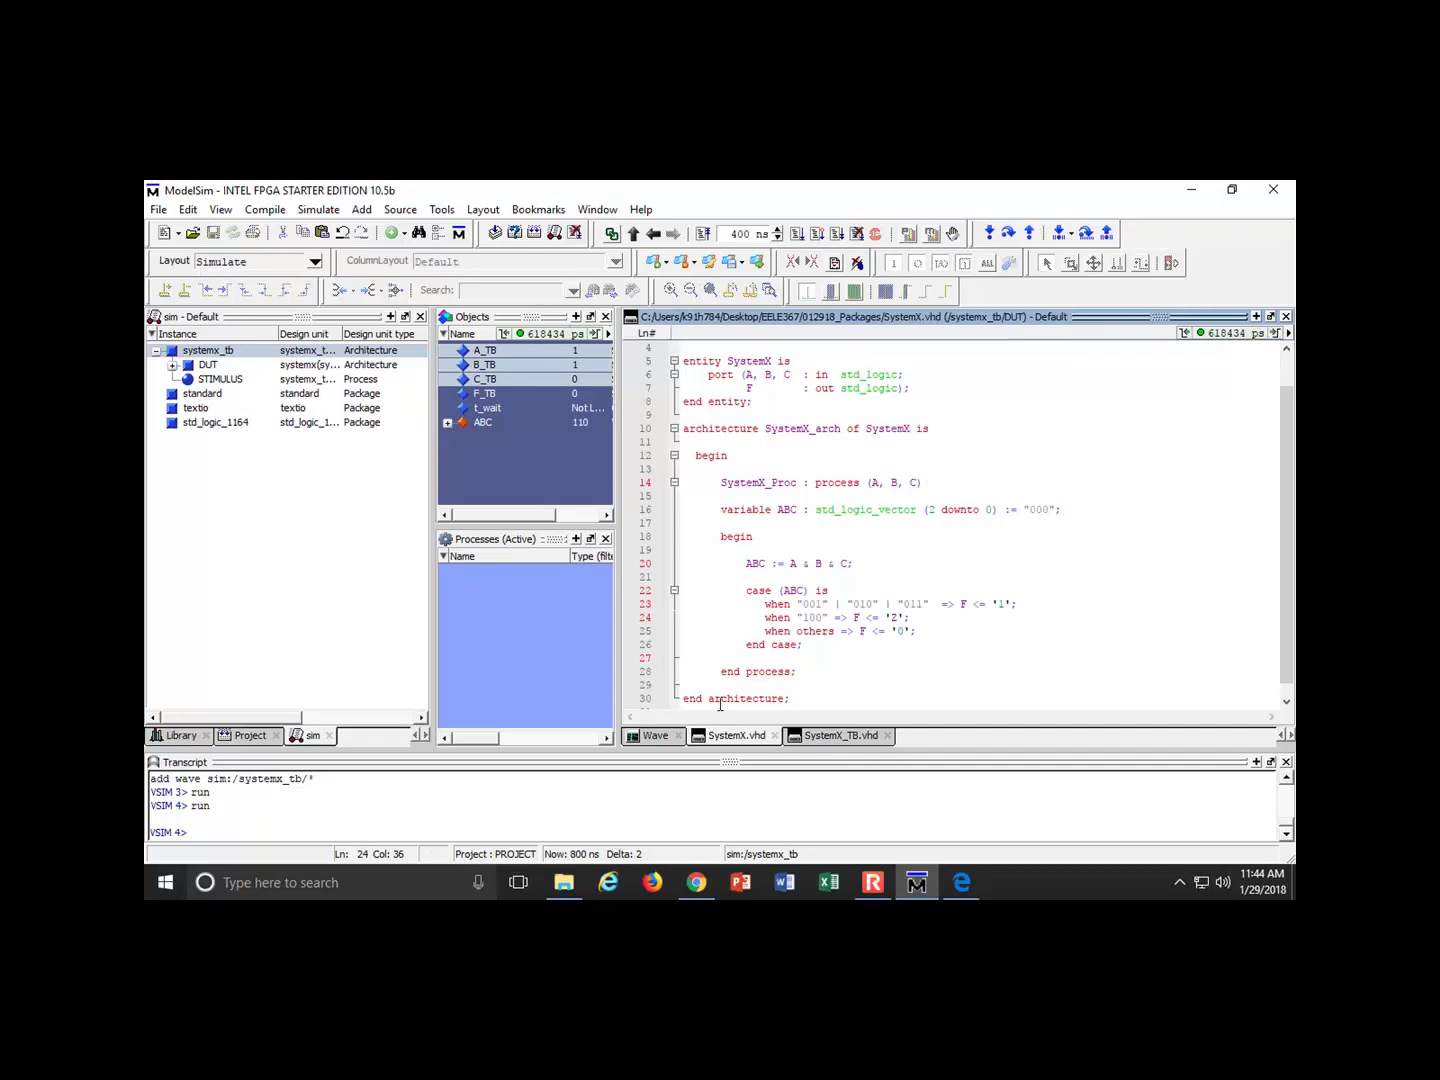 ModelSim - INTEL FPGA STARTER EDITION 10.5b
File Edit View Compile Simulate Add Source Tools Layout Bookmarks Window Help
400 ns
Layout Simulate ColumnLayout Default
Search:
sim - Default
Instance Design unit Design unit type
systemx_tb systemx_t... Architecture
DUT systemx(sy... Architecture
STIMULUS systemx_t... Process
standard standard Package
textio textio Package
std_logic_1164 std_logic_1... Package
Library Project sim
Objects
Name 618434 ps
A_TB 1
B_TB 1
C_TB 0
F_TB 0
t_wait Not L...
ABC 110
Processes (Active)
Name Type (filte
C:/Users/k91h784/Desktop/EELE367/012918_Packages/SystemX.vhd (/systemx_tb/DUT) - Default
Ln# 618434 ps
4
5 entity SystemX is
6 port (A, B, C : in std_logic;
7 F : out std_logic);
8 end entity;
9
10 architecture SystemX_arch of SystemX is
11
12 begin
13
14 SystemX_Proc : process (A, B, C)
15
16 variable ABC : std_logic_vector (2 downto 0) := "000";
17
18 begin
19
20 ABC := A & B & C;
21
22 case (ABC) is
23 when "001" | "010" | "011" => F <= '1';
24 when "100" => F <= 'Z';
25 when others => F <= '0';
26 end case;
27
28 end process;
29
30 end architecture;
Wave SystemX.vhd SystemX_TB.vhd
Transcript
add wave sim:/systemx_tb/*
VSIM 3> run
VSIM 4> run
VSIM 4>
Ln: 24 Col: 36 Project : PROJECT Now: 800 ns Delta: 2 sim:/systemx_tb
Type here to search
11:44 AM
1/29/2018